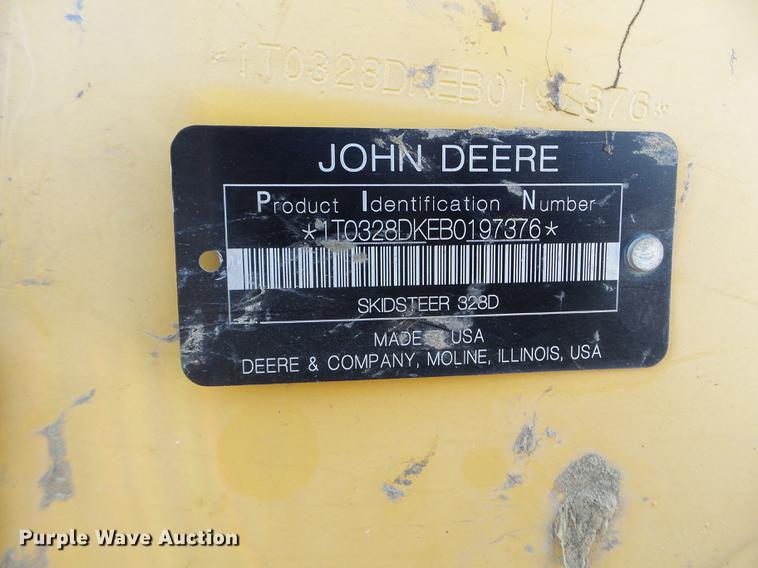 *1T0328DKEB0197376*
JOHN DEERE
Product Identification Number
*1T0328DKEB0197376*
SKIDSTEER 328D
MADE USA
DEERE & COMPANY, MOLINE, ILLINOIS, USA
Purple Wave Auction